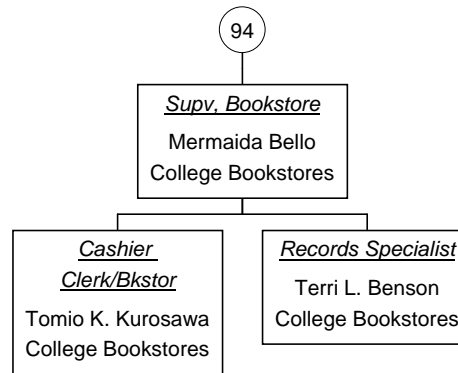 94
Supv, Bookstore
Mermaida Bello
College Bookstores
Cashier
Clerk/Bkstor
Tomio K. Kurosawa
College Bookstores
Records Specialist
Terri L. Benson
College Bookstores